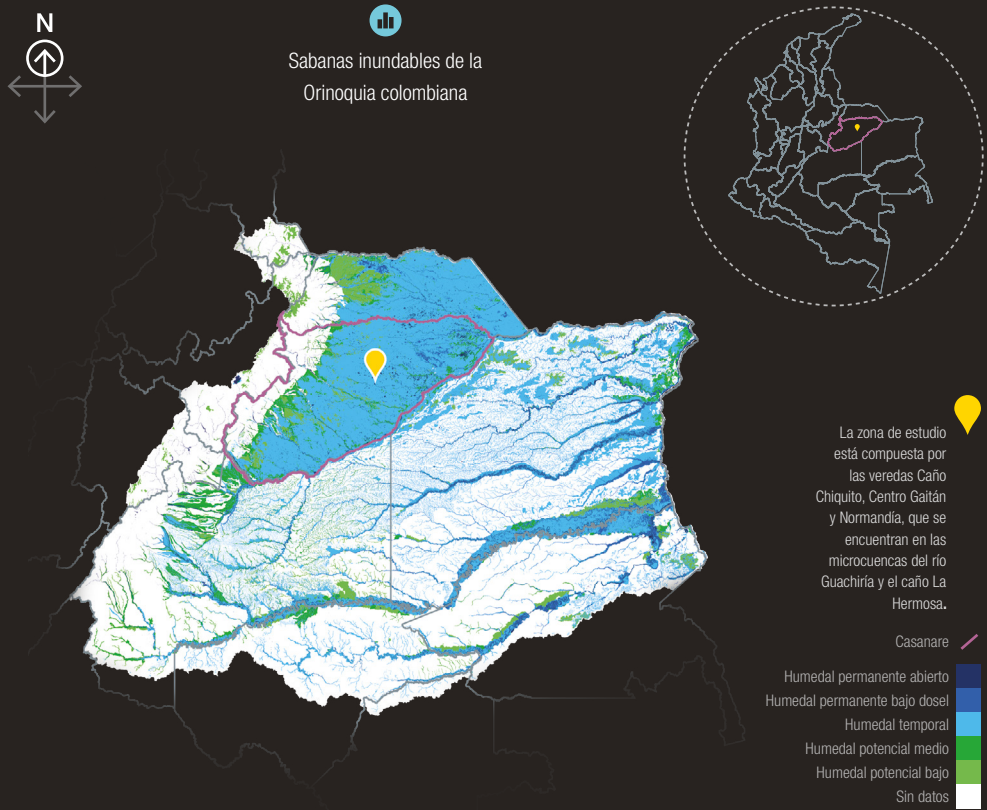 N
Sabanas inundables de la
Orinoquia colombiana
La zona de estudio
está compuesta por
las veredas Caño
Chiquito, Centro Gaitán
y Normandía, que se
encuentran en las
microcuencas del río
Guachiría y el caño La
Hermosa.
Casanare
Humedal permanente abierto
Humedal permanente bajo dosel
Humedal temporal
Humedal potencial medio
Humedal potencial bajo
Sin datos